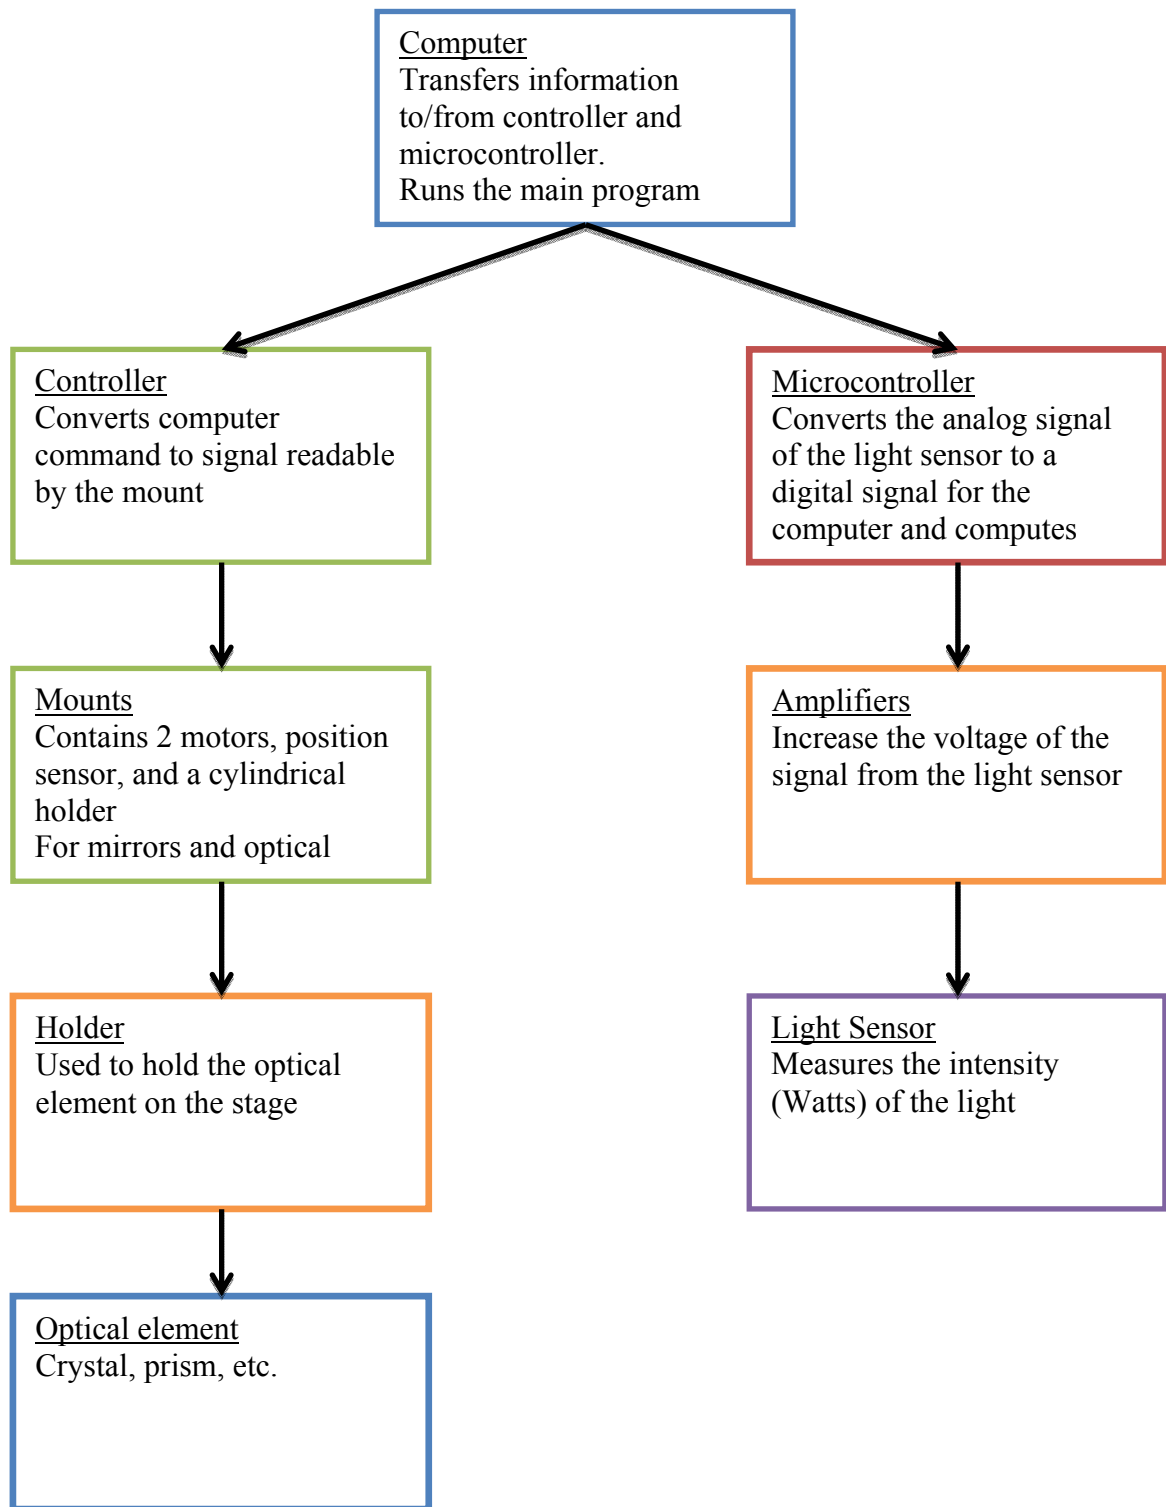 Computer
Transfers information
to/from controller and
microcontroller.
Runs the main program
Controller
Converts computer
command to signal readable
by the mount
Microcontroller
Converts the analog signal
of the light sensor to a
digital signal for the
computer and computes
Mounts
Contains 2 motors, position
sensor, and a cylindrical
holder
For mirrors and optical
Amplifiers
Increase the voltage of the
signal from the light sensor
Holder
Used to hold the optical
element on the stage
Light Sensor
Measures the intensity
(Watts) of the light
Optical element
Crystal, prism, etc.